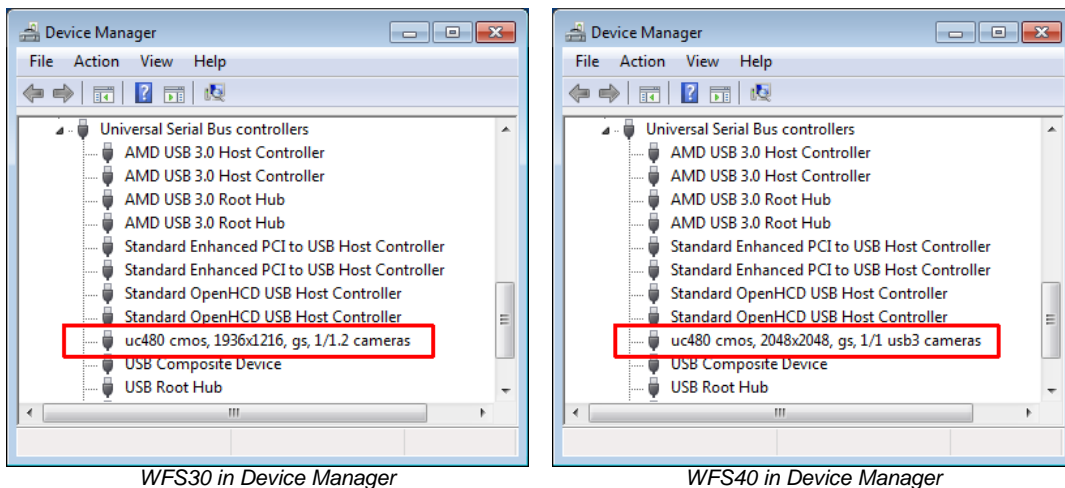 Device Manager
File Action View Help
Universal Serial Bus controllers
AMD USB 3.0 Host Controller
AMD USB 3.0 Host Controller
AMD USB 3.0 Root Hub
AMD USB 3.0 Root Hub
Standard Enhanced PCI to USB Host Controller
Standard Enhanced PCI to USB Host Controller
Standard OpenHCD USB Host Controller
Standard OpenHCD USB Host Controller
uc480 cmos, 1936x1216, gs, 1/1.2 cameras
USB Composite Device
USB Root Hub
WFS30 in Device Manager
Device Manager
File Action View Help
Universal Serial Bus controllers
AMD USB 3.0 Host Controller
AMD USB 3.0 Host Controller
AMD USB 3.0 Root Hub
AMD USB 3.0 Root Hub
Standard Enhanced PCI to USB Host Controller
Standard Enhanced PCI to USB Host Controller
Standard OpenHCD USB Host Controller
Standard OpenHCD USB Host Controller
uc480 cmos, 2048x2048, gs, 1/1 usb3 cameras
USB Composite Device
USB Root Hub
WFS40 in Device Manager